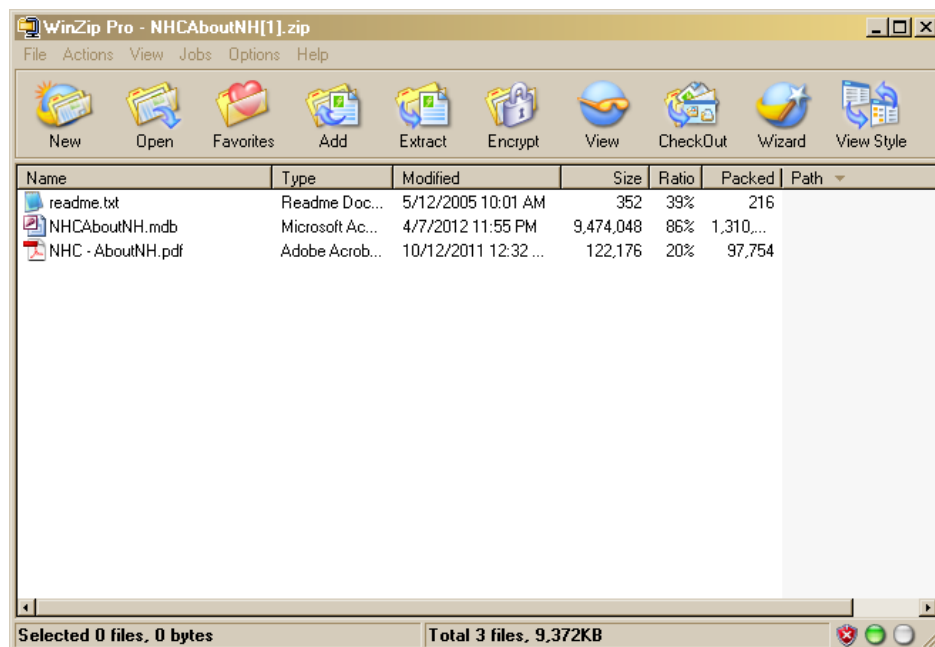 WinZip Pro - NHCAboutNH[1].zip
File Actions View Jobs Options Help
New Open Favorites Add Extract Encrypt View CheckOut Wizard View Style
Name Type Modified Size Ratio Packed Path
readme.txt Readme Doc... 5/12/2005 10:01 AM 352 39% 216
NHCAboutNH.mdb Microsoft Ac... 4/7/2012 11:55 PM 9,474,048 86% 1,310,...
NHC - AboutNH.pdf Adobe Acrob... 10/12/2011 12:32 ... 122,176 20% 97,754
Selected 0 files, 0 bytes Total 3 files, 9,372KB